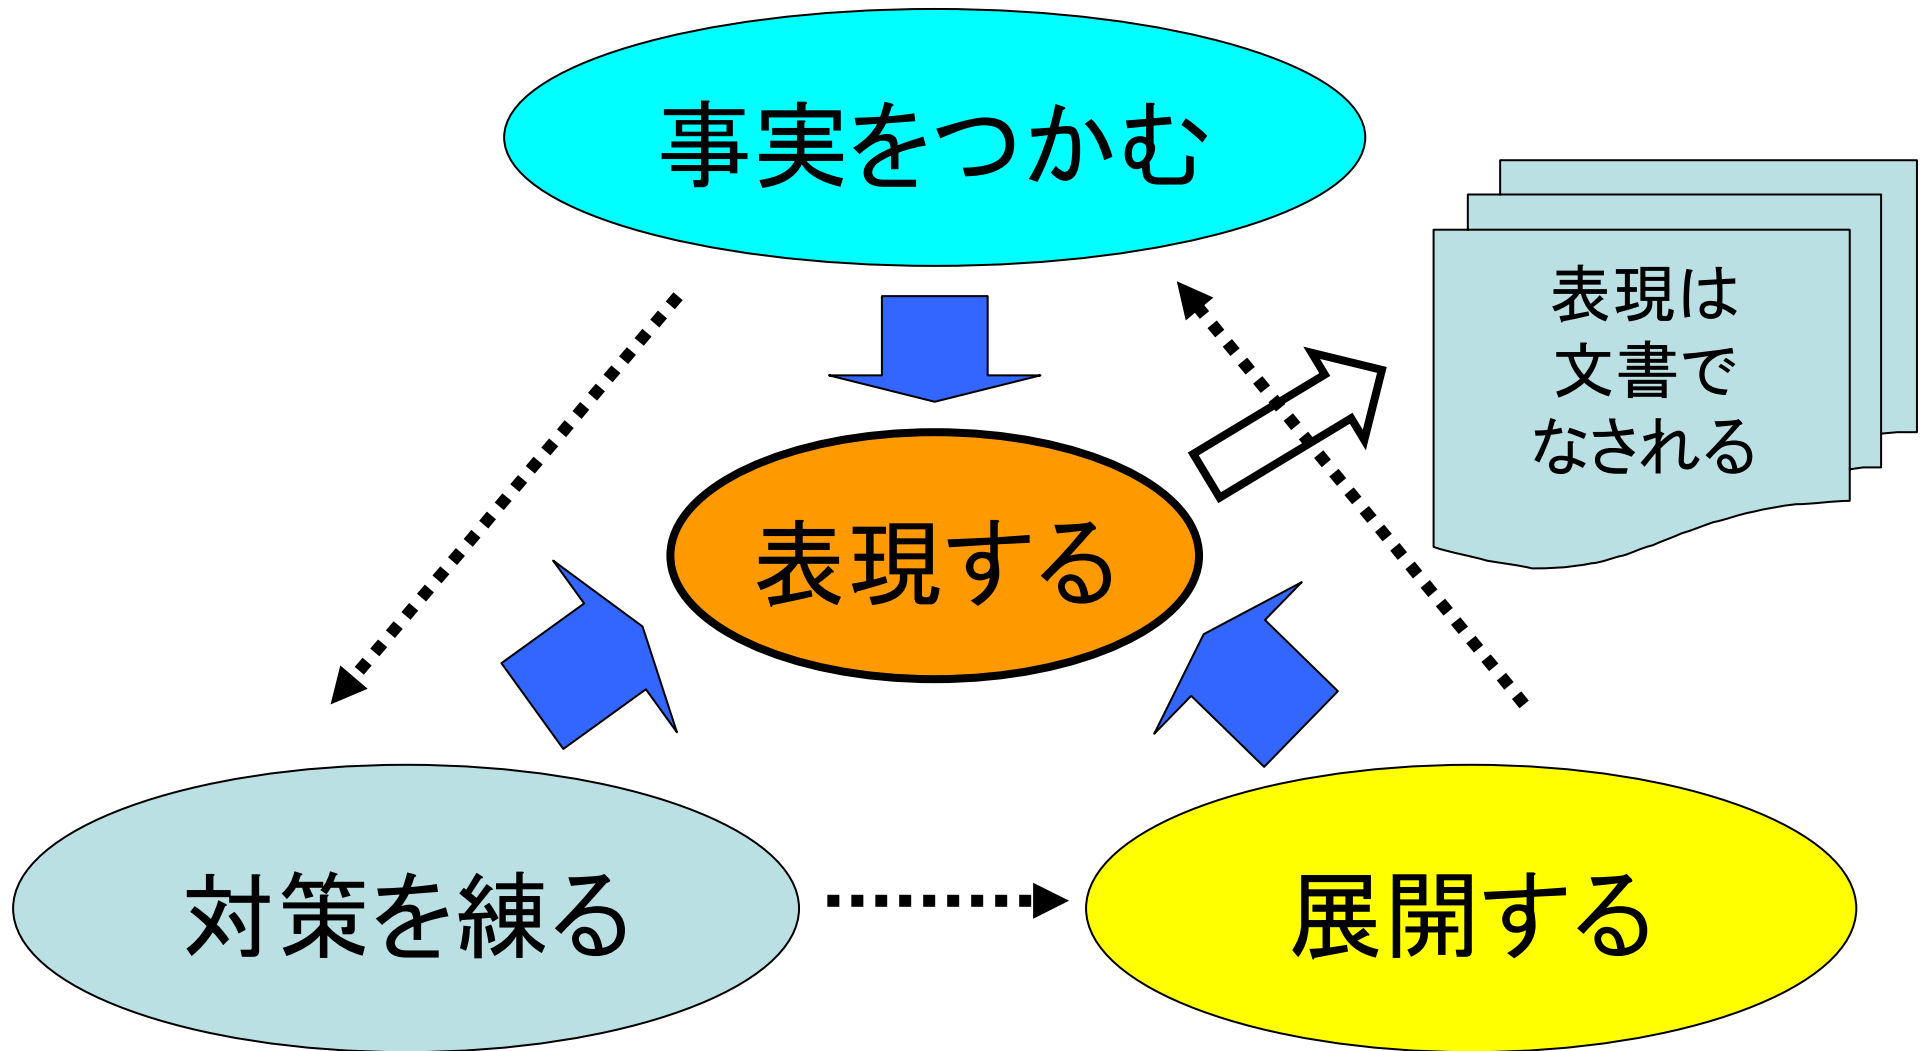 事実をつかむ
表現は
文書で
なされる
表現する
対策を練る
展開する